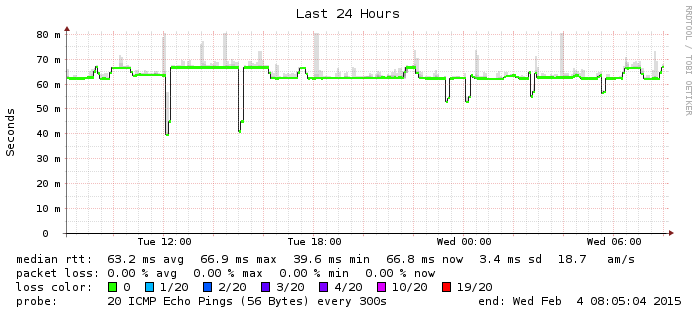 Last 24 Hours
RRDTOOL / TOBI OETIKER
Seconds
80 m
70 m
60 m
50 m
40 m
30 m
20 m
10 m
0
Tue 12:00 Tue 18:00 Wed 00:00 Wed 06:00
median rtt: 63.2 ms avg 66.9 ms max 39.6 ms min 66.8 ms now 3.4 ms sd 18.7 am/s
packet loss: 0.00 % avg 0.00 % max 0.00 % min 0.00 % now
loss color: 0 1/20 2/20 3/20 4/20 10/20 19/20
probe: 20 ICMP Echo Pings (56 Bytes) every 300s end: Wed Feb 4 08:05:04 2015